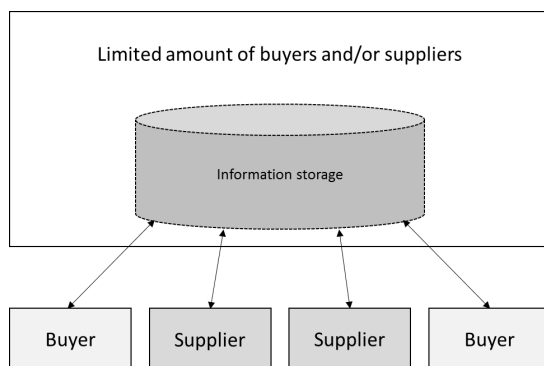 Limited amount of buyers and/or suppliers
Information storage
Buyer
Supplier
Supplier
Buyer